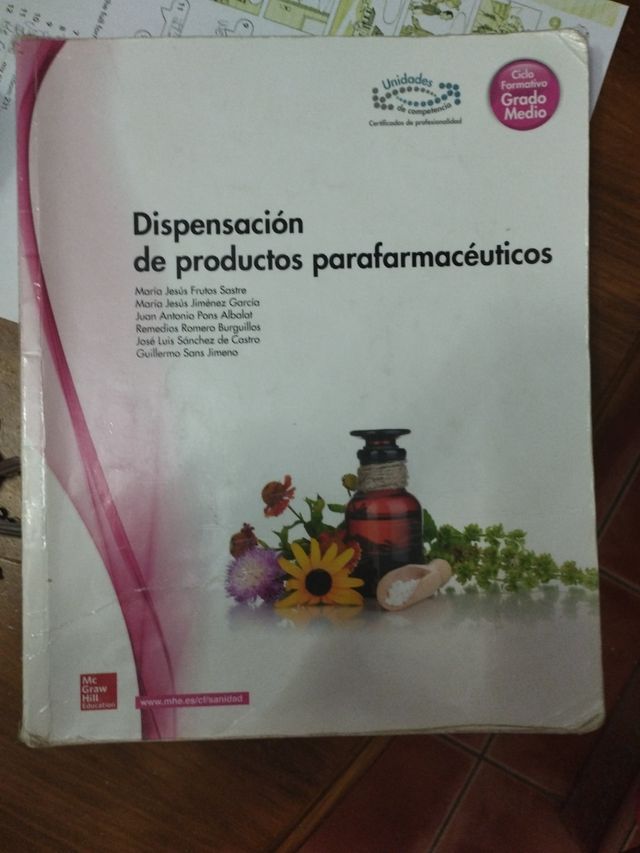 Unidades
de competencia
Certificados de profesionalidad
Ciclo
Formativo
Grado
Medio
Dispensación
de productos parafarmacéuticos
María Jesús Frutos Sastre
María Jesús Jiménez García
Juan Antonio Pons Albalat
Remedios Romero Burguillos
José Luis Sánchez de Castro
Guillermo Sans Jimeno
Mc
Graw
Hill
Education
www.mhe.es/cf/sanidad